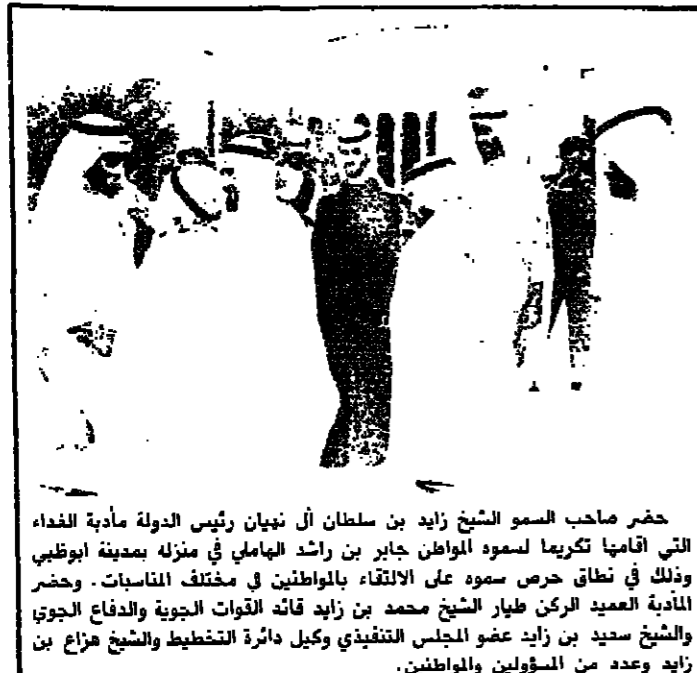 حضر صاحب السمو الشيخ زايد بن سلطان آل نهيان رئيس الدولة مأدبة الغداء
التي اقامها تكريما لسموه المواطن جابر بن راشد الهاملي في منزله بمدينة ابوظبي
وذلك في نطاق حرص سموه على الالتقاء بالمواطنين في مختلف المناسبات . وحضر
المأدبة العميد الركن طيار الشيخ محمد بن زايد قائد القوات الجوية والدفاع الجوي
والشيخ سعيد بن زايد عضو المجلس التنفيذي وكيل دائرة التخطيط والشيخ هزاع بن
زايد وعدد من المسؤولين والمواطنين .